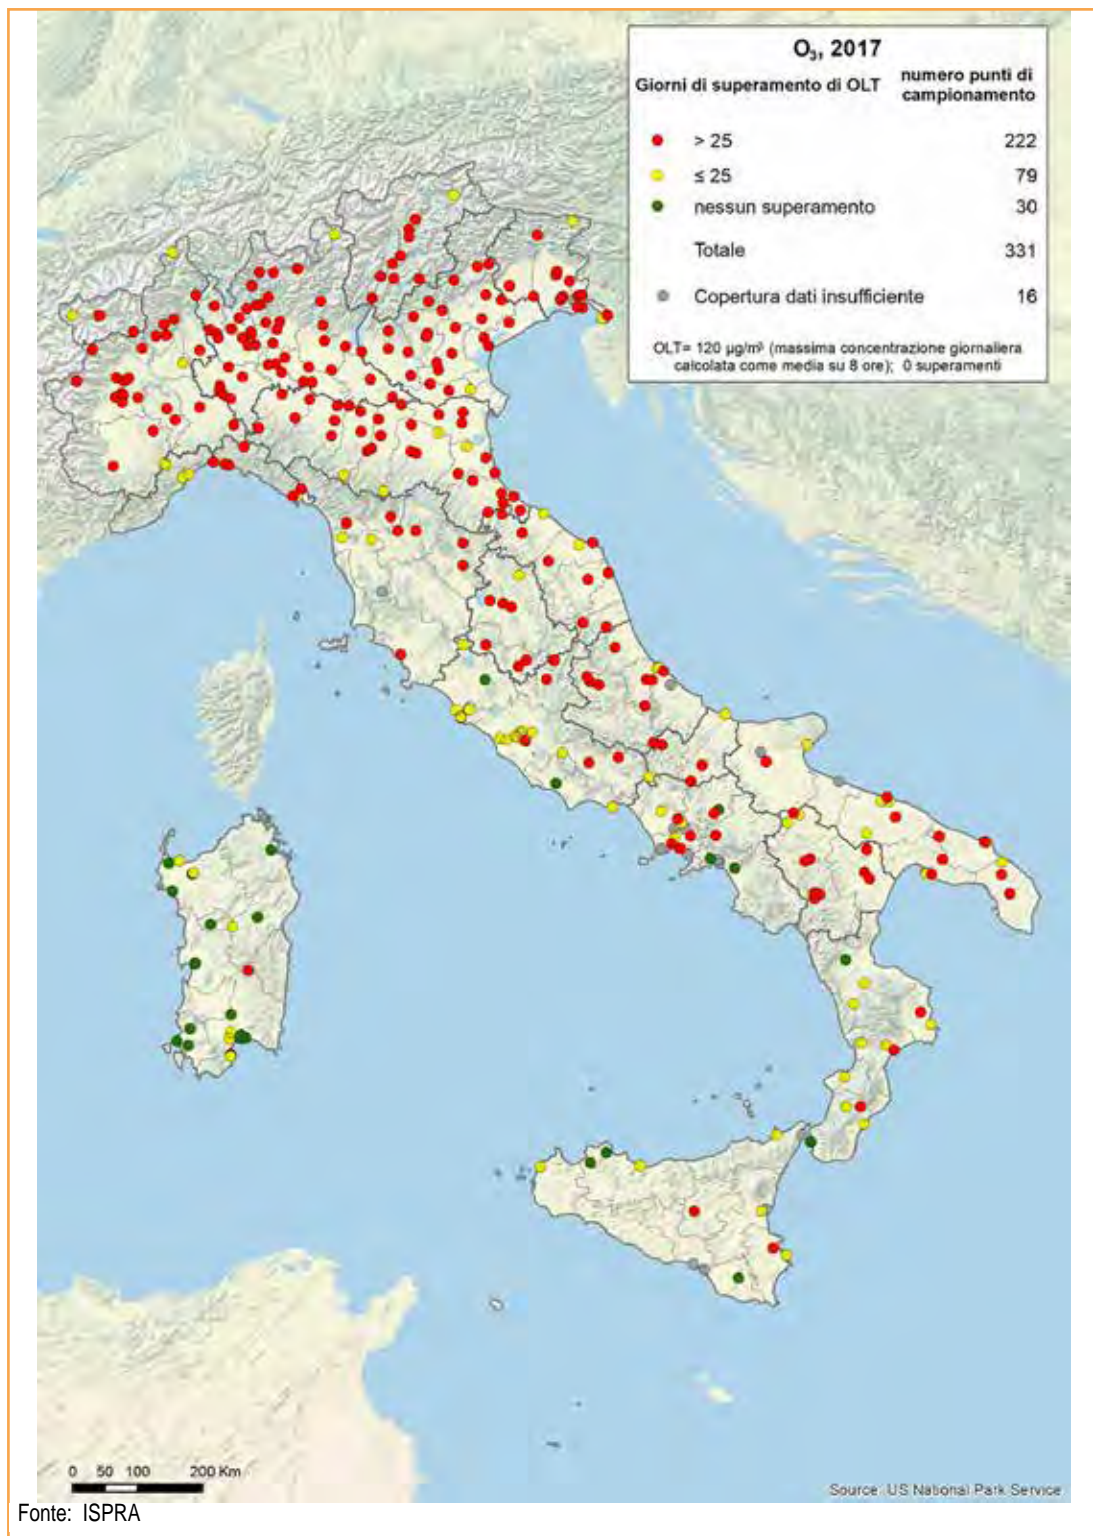 O₃, 2017
Giorni di superamento di OLT
numero punti di
campionamento
> 25 222
≤ 25 79
nessun superamento 30
Totale 331
Copertura dati insufficiente 16
OLT= 120 µg/m³ (massima concentrazione giornaliera
calcolata come media su 8 ore); 0 superamenti
0 50 100 200 Km
Source: US National Park Service
Fonte: ISPRA